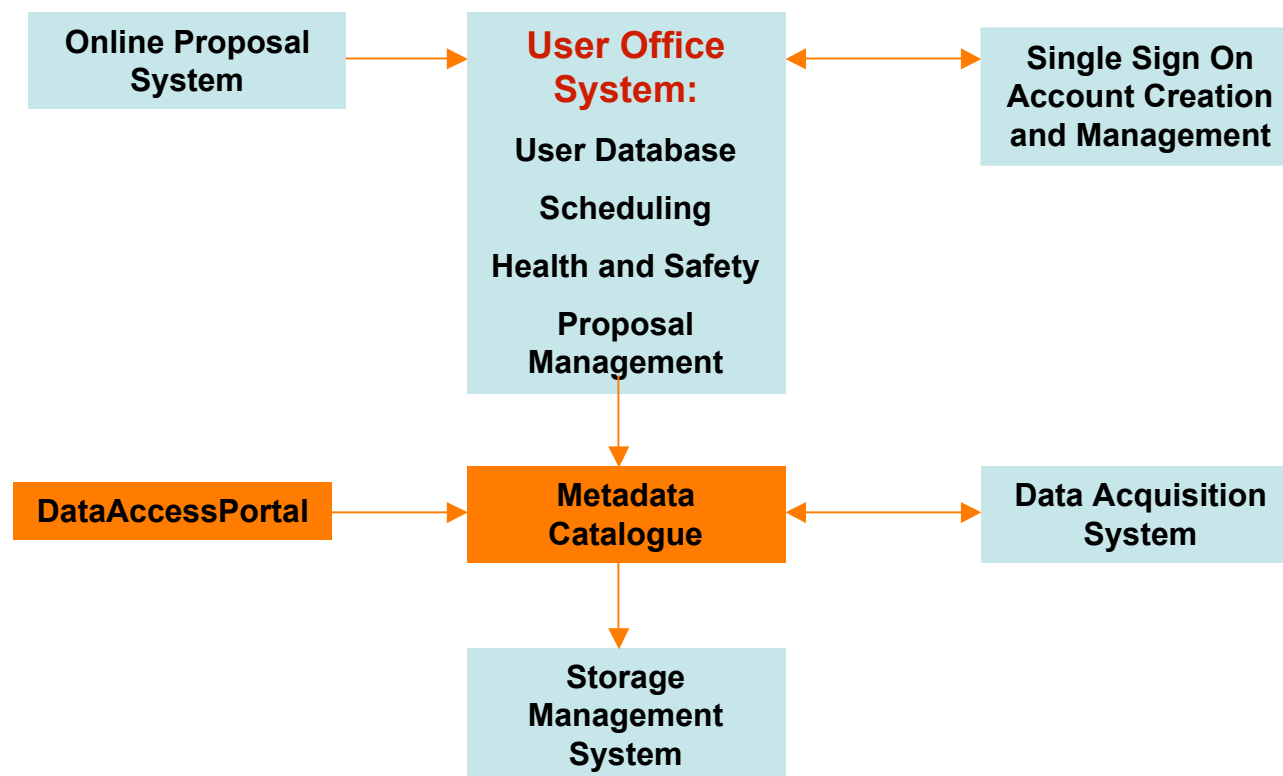 Online Proposal
System
User Office
System:
User Database
Scheduling
Health and Safety
Proposal
Management
Single Sign On
Account Creation
and Management
DataAccessPortal
Metadata
Catalogue
Data Acquisition
System
Storage
Management
System